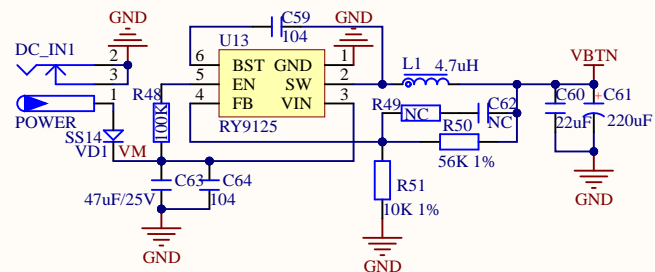 GND
DC_IN1
2
3
1
POWER
SS14
VD1
VM
R48
100K
C63
47uF/25V
C64
104
GND
C59
104
GND
U13
6
BST
GND
1
5
EN
SW
2
4
FB
VIN
3
RY9125
L1
4.7uH
R49
NC
C62
NC
R50
56K 1%
R51
10K 1%
GND
VBTN
C60
22uF
+
C61
220uF
GND